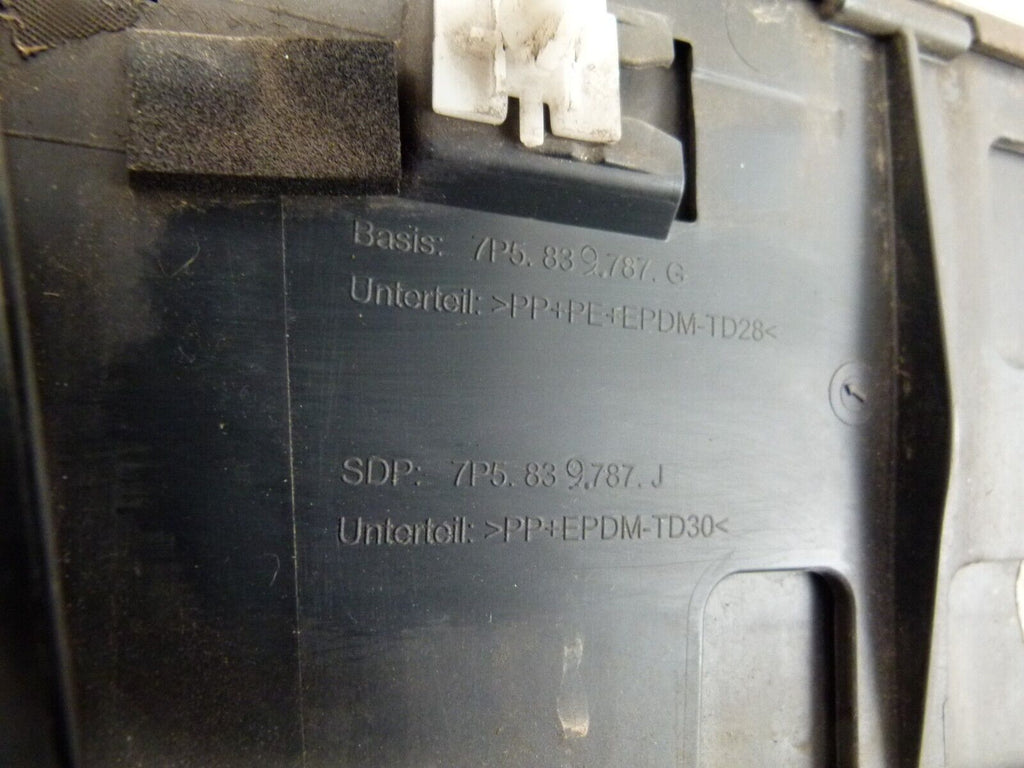 Basis: 7P5. 839.787. G
Unterteil: >PP+PE+EPDM-TD28<
SDP: 7P5. 839.787. J
Unterteil: >PP+EPDM-TD30<